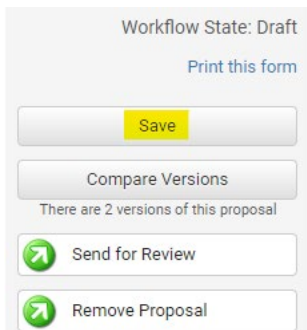 Workflow State: Draft
Print this form
Save
Compare Versions
There are 2 versions of this proposal
Send for Review
Remove Proposal